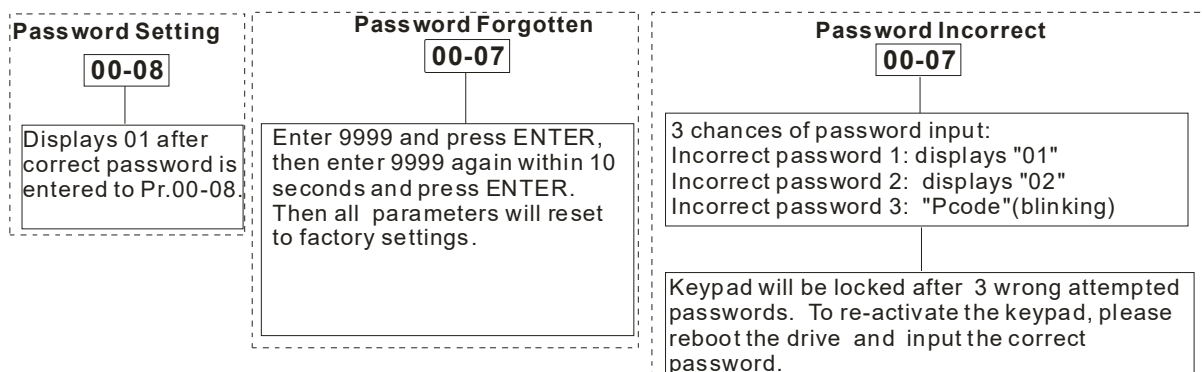 Password Setting
00-08
Displays 01 after
correct password is
entered to Pr.00-08.
Password Forgotten
00-07
Enter 9999 and press ENTER,
then enter 9999 again within 10
seconds and press ENTER.
Then all parameters will reset
to factory settings.
Password Incorrect
00-07
3 chances of password input:
Incorrect password 1: displays "01"
Incorrect password 2: displays "02"
Incorrect password 3: "Pcode"(blinking)
Keypad will be locked after 3 wrong attempted
passwords. To re-activate the keypad, please
reboot the drive and input the correct
password.